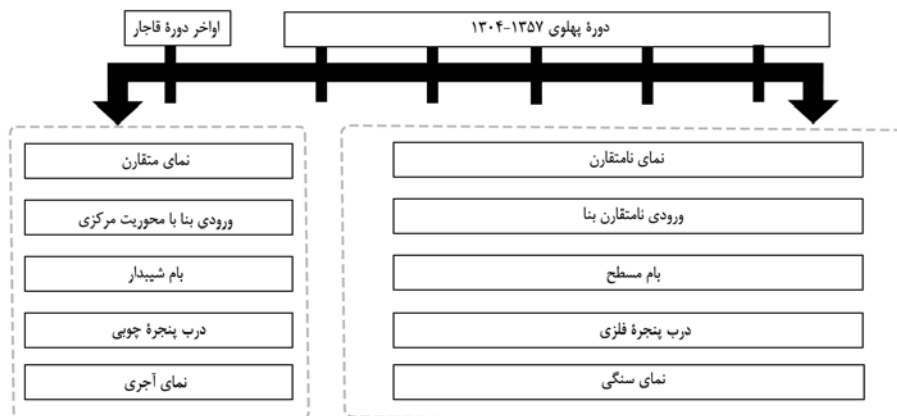 دورۀ پهلوی ۱۳۵۷-۱۳۰۴
اواخر دورۀ قاجار
نمای نامتقارن
ورودی نامتقارن بنا
بام مسطح
درب پنجرۀ فلزی
نمای سنگی
نمای متقارن
ورودی بنا با محوریت مرکزی
بام شیبدار
درب پنجرۀ چوبی
نمای آجری